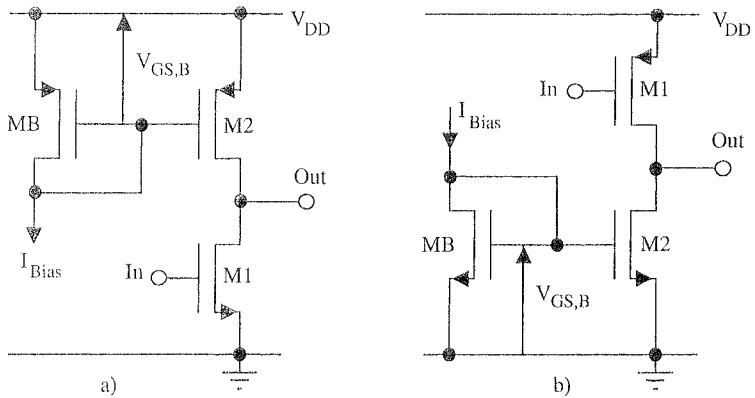 V_DD
V_GS,B
MB
M2
Out
I_Bias
In
M1
a)
V_DD
In
M1
I_Bias
Out
MB
M2
V_GS,B
b)